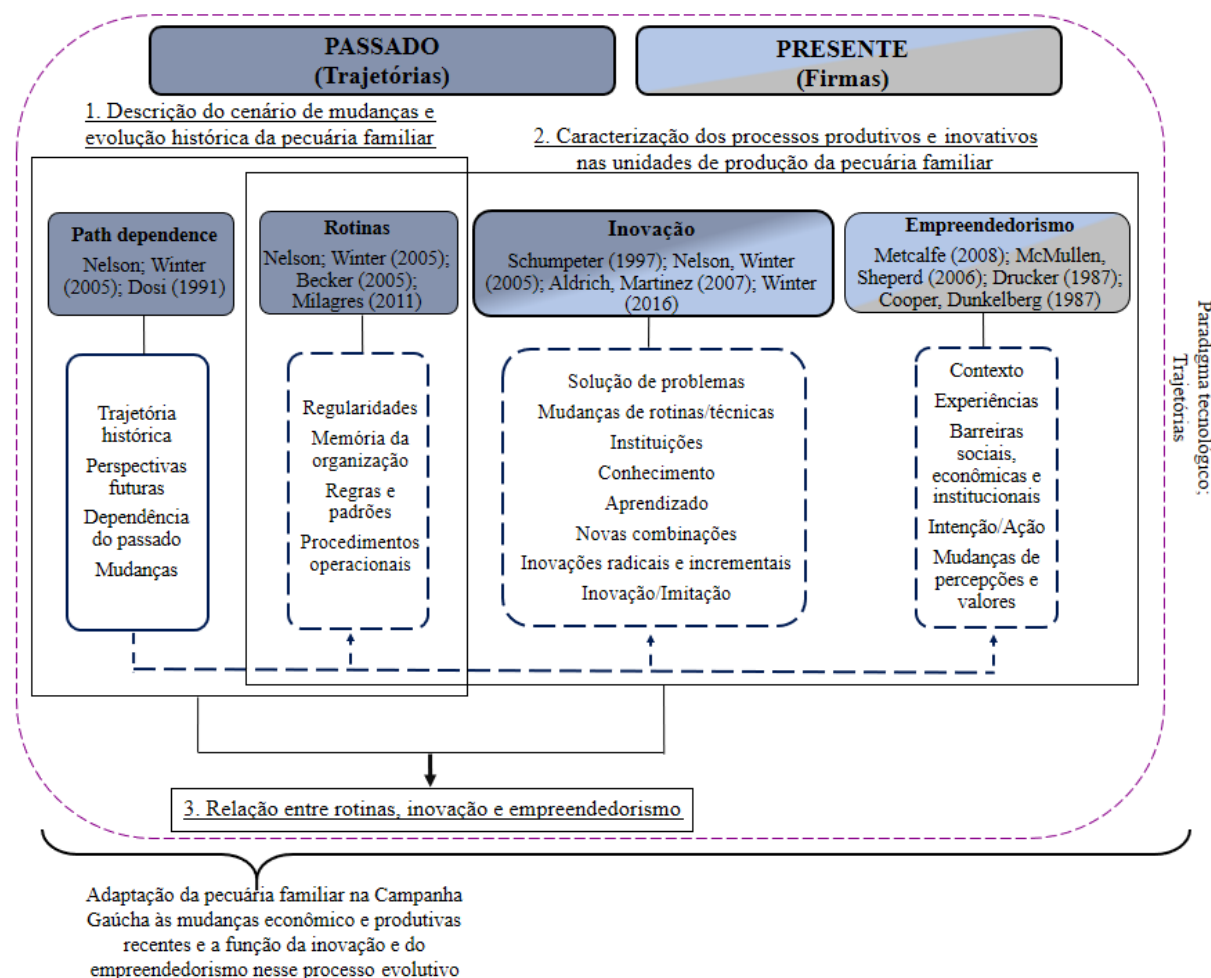 PASSADO
(Trajetórias)
PRESENTE
(Firmas)
1. Descrição do cenário de mudanças e
evolução histórica da pecuária familiar
2. Caracterização dos processos produtivos e inovativos
nas unidades de produção da pecuária familiar
Path dependence
Nelson; Winter
(2005); Dosi (1991)
Rotinas
Nelson; Winter (2005);
Becker (2005);
Milagres (2011)
Inovação
Schumpeter (1997); Nelson, Winter
(2005); Aldrich, Martinez (2007); Winter
(2016)
Empreendedorismo
Metcalfe (2008); McMullen,
Sheperd (2006); Drucker (1987);
Cooper, Dunkelberg (1987)
Trajetória
histórica
Perspectivas
futuras
Dependência
do passado
Mudanças
Regularidades
Memória da
organização
Regras e
padrões
Procedimentos
operacionais
Solução de problemas
Mudanças de rotinas/técnicas
Instituições
Conhecimento
Aprendizado
Novas combinações
Inovações radicais e incrementais
Inovação/Imitação
Contexto
Experiências
Barreiras
sociais,
econômicas e
institucionais
Intenção/Ação
Mudanças de
percepções e
valores
Paradigma tecnológico;
Trajetórias
3. Relação entre rotinas, inovação e empreendedorismo
Adaptação da pecuária familiar na Campanha
Gaúcha às mudanças econômico e produtivas
recentes e a função da inovação e do
empreendedorismo nesse processo evolutivo